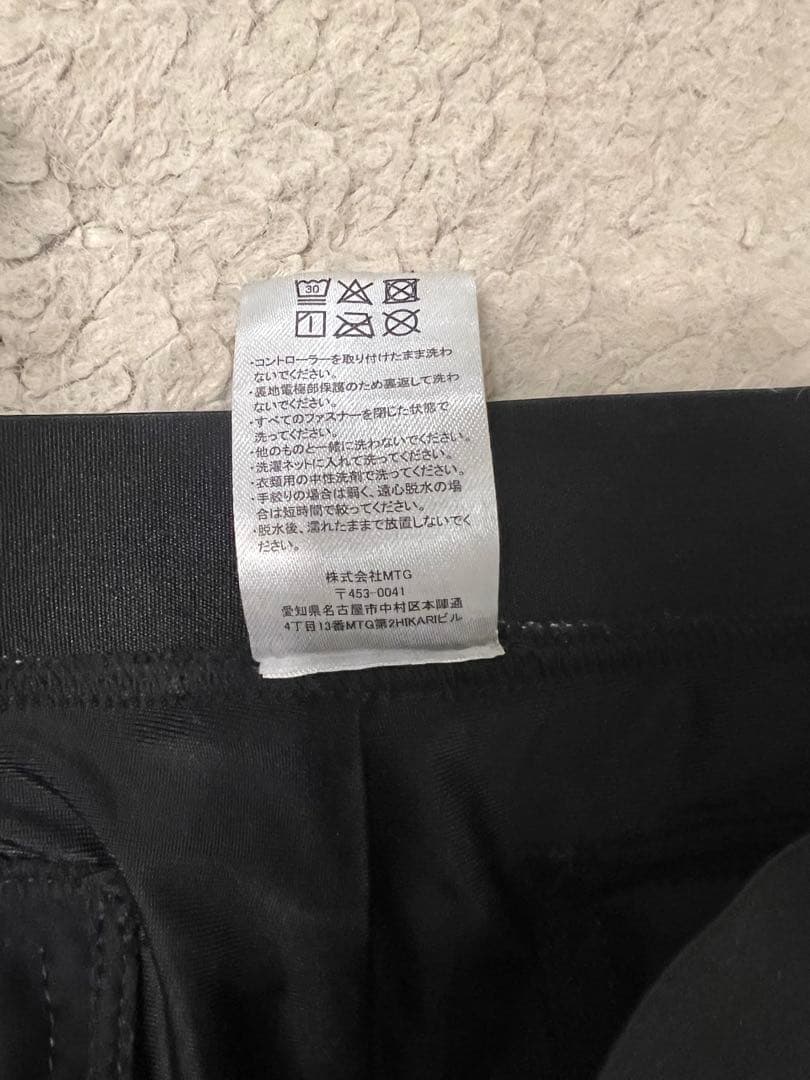 30
・コントローラーを取り付けたまま洗わ
ないでください。
・裏地電極部保護のため裏返して洗わ
ないでください。
・すべてのファスナーを閉じた状態で
洗ってください。
・他のものと一緒に洗わないでください。
・洗濯ネットに入れて洗ってください。
・衣類用の中性洗剤で洗ってください。
・手絞りの場合は弱く、遠心脱水の場
合は短時間で絞ってください。
・脱水後、濡れたままで放置しないでく
ださい。
株式会社MTG
〒453-0041
愛知県名古屋市中村区本陣通
4丁目13番MTG第2HIKARIビル